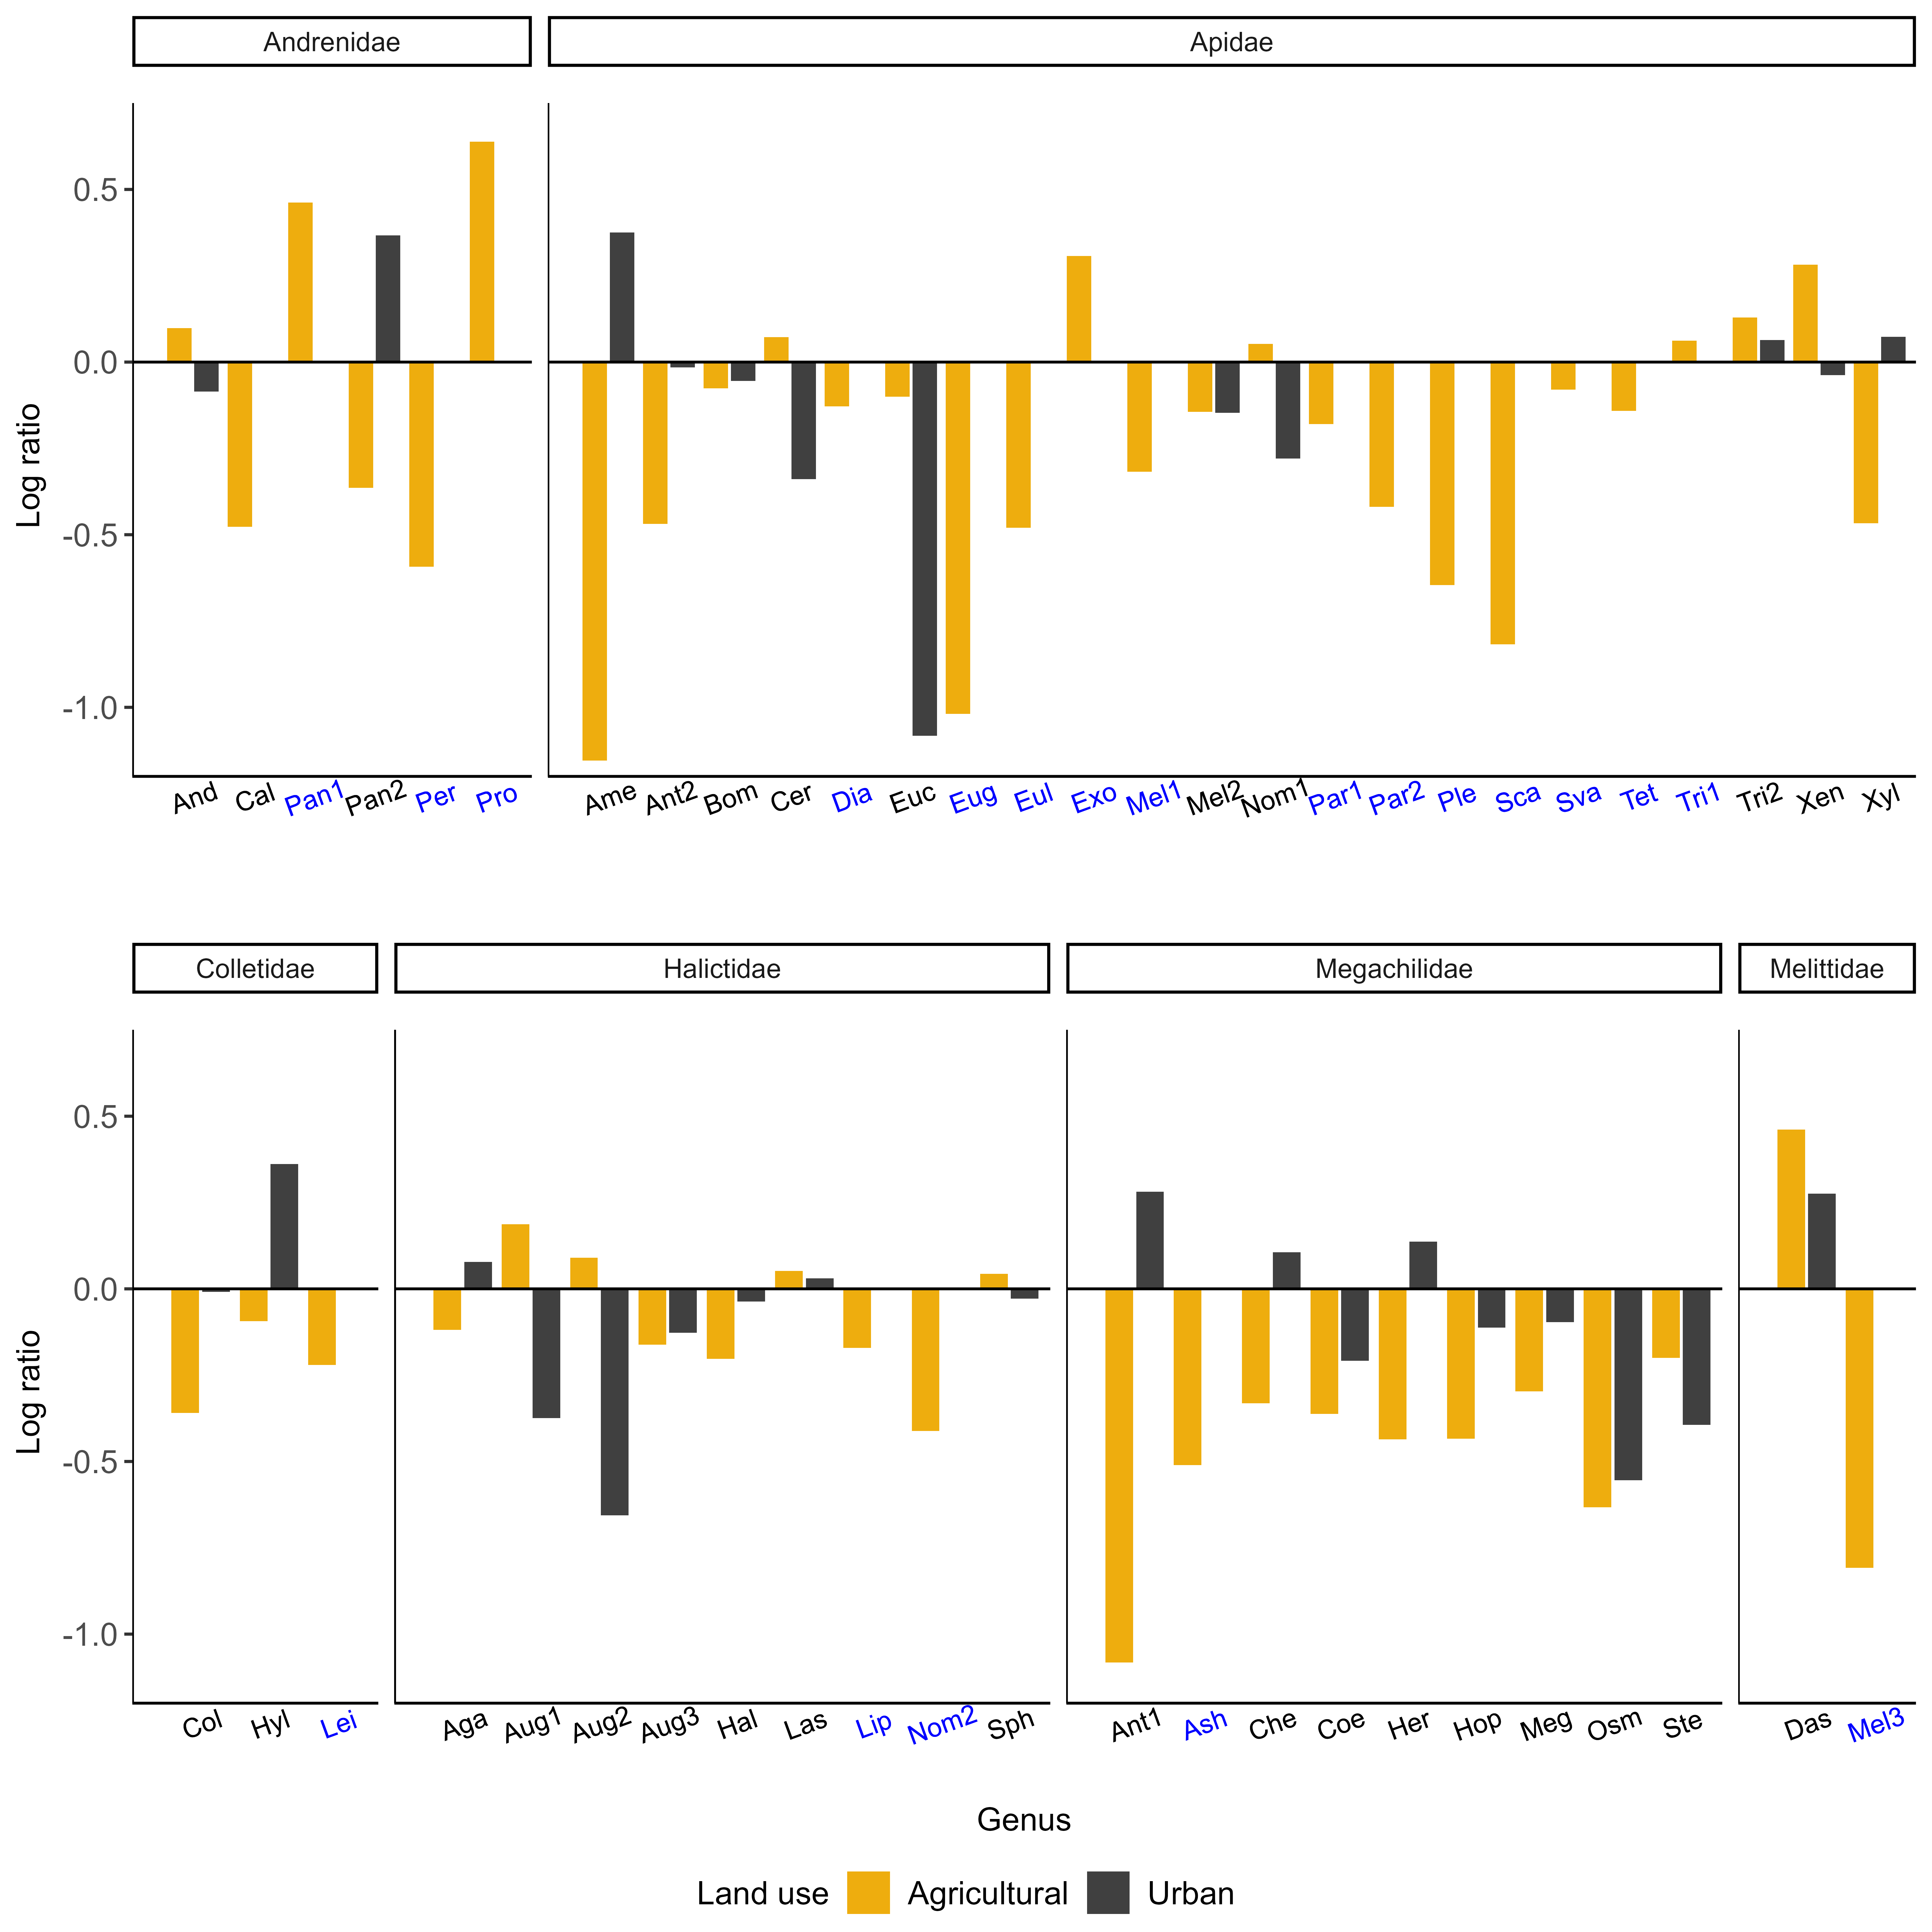 Andrenidae Apidae
0.5
0.0
-0.5
-1.0
Log ratio
And Cal Pan1 Pan2 Per Pro Ame Ant2 Bom Cer Dia Euc Eug Eul Exo Mel1 Mel2 Nom1 Par1 Par2 Ple Sca Sva Tet Tri1 Tri2 Xen Xyl
Colletidae Halictidae Megachilidae Melittidae
0.5
0.0
-0.5
-1.0
Log ratio
Col Hyl Lei Aga Aug1 Aug2 Aug3 Hal Las Lip Nom2 Sph Ant1 Ash Che Coe Her Hop Meg Osm Ste Das Mel3
Genus
Land use Agricultural Urban